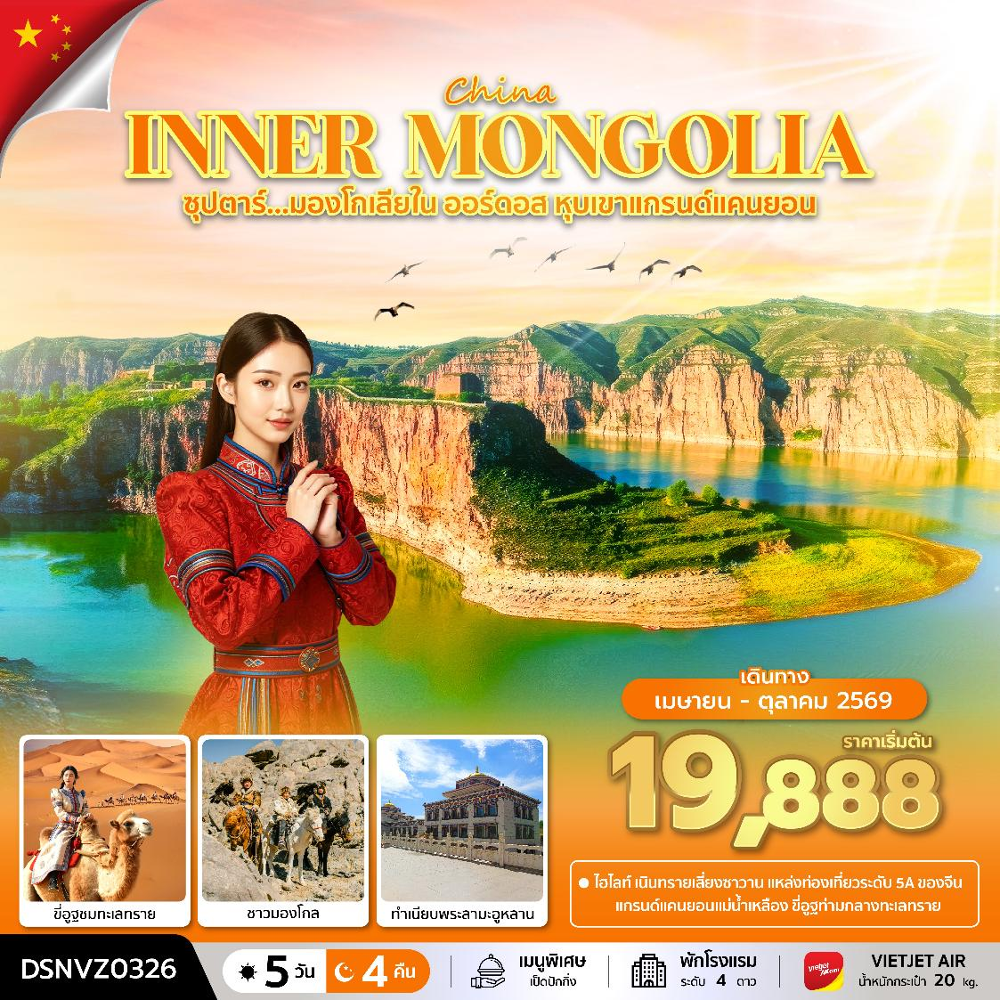 China
INNER MONGOLIA
ซุปตาร์...มองโกเลียใน ออร์ดอส หุบเขาแกรนด์แคนยอน
เดินทาง
เมษายน - ตุลาคม 2569
ราคาเริ่มต้น
19,888
ขี่อูฐชมทะเลทราย
ชาวมองโกล
ทำเนียบพระลามะอูหลาน
● ไฮไลท์ เนินทรายเสี่ยงซาวาน แหล่งท่องเที่ยวระดับ 5A ของจีน
แกรนด์แคนยอนแม่น้ำเหลือง ขี่อูฐท่ามกลางทะเลทราย
DSNVZ0326
5 วัน 4 คืน
เมนูพิเศษ
เป็ดปักกิ่ง
พักโรงแรม
ระดับ 4 ดาว
vietjet Air.com
VIETJET AIR
น้ำหนักกระเป๋า 20 kg.